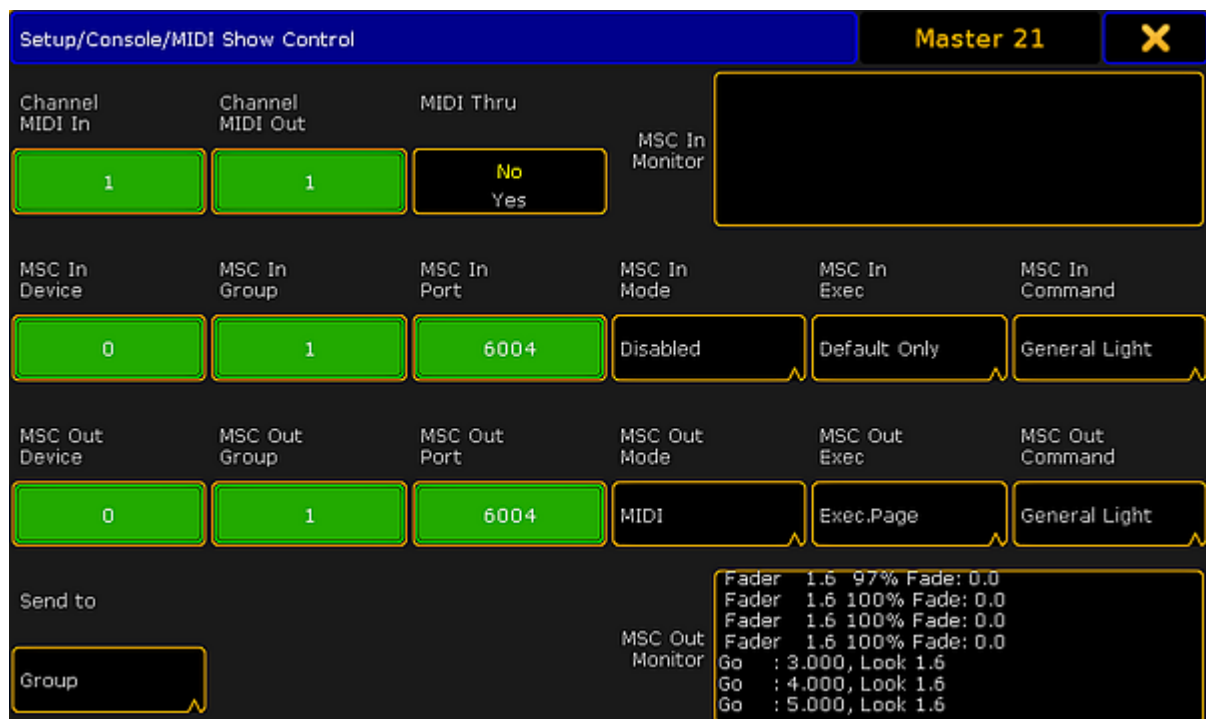 Setup/Console/MIDI Show Control
Master 21
Channel
MIDI In
Channel
MIDI Out
MIDI Thru
MSC In
Monitor
1
1
No
Yes
MSC In
Device
MSC In
Group
MSC In
Port
MSC In
Mode
MSC In
Exec
MSC In
Command
0
1
6004
Disabled
Default Only
General Light
MSC Out
Device
MSC Out
Group
MSC Out
Port
MSC Out
Mode
MSC Out
Exec
MSC Out
Command
0
1
6004
MIDI
Exec.Page
General Light
Send to
Group
MSC Out
Monitor
Fader 1.6 97% Fade: 0.0
Fader 1.6 100% Fade: 0.0
Fader 1.6 100% Fade: 0.0
Fader 1.6 100% Fade: 0.0
Go : 3.000, Look 1.6
Go : 4.000, Look 1.6
Go : 5.000, Look 1.6